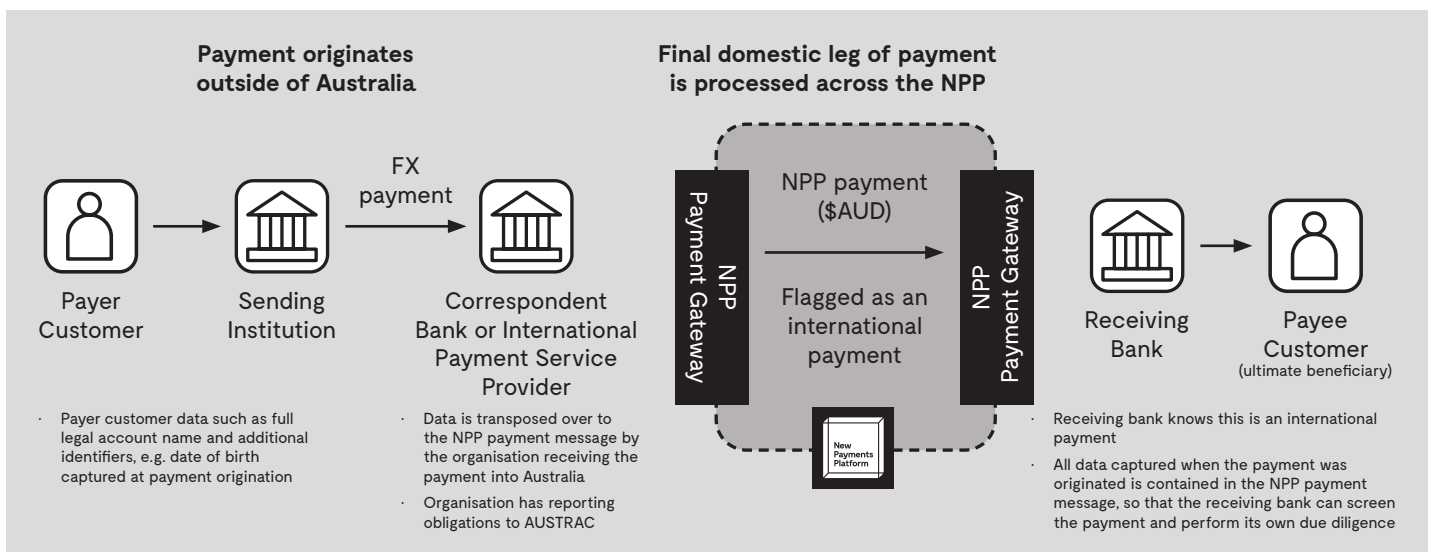 Payment originates
outside of Australia
Final domestic leg of payment
is processed across the NPP
Payer
Customer
Sending
Institution
FX
payment
Correspondent
Bank or International
Payment Service
Provider
NPP
Payment Gateway
NPP payment
($AUD)
Flagged as an
international
payment
NPP
Payment Gateway
New
Payments
Platform
Receiving
Bank
Payee
Customer
(ultimate beneficiary)
· Payer customer data such as full
legal account name and additional
identifiers, e.g. date of birth
captured at payment origination
· Data is transposed over to
the NPP payment message by
the organisation receiving the
payment into Australia
· Organisation has reporting
obligations to AUSTRAC
· Receiving bank knows this is an international
payment
· All data captured when the payment was
originated is contained in the NPP payment
message, so that the receiving bank can screen
the payment and perform its own due diligence